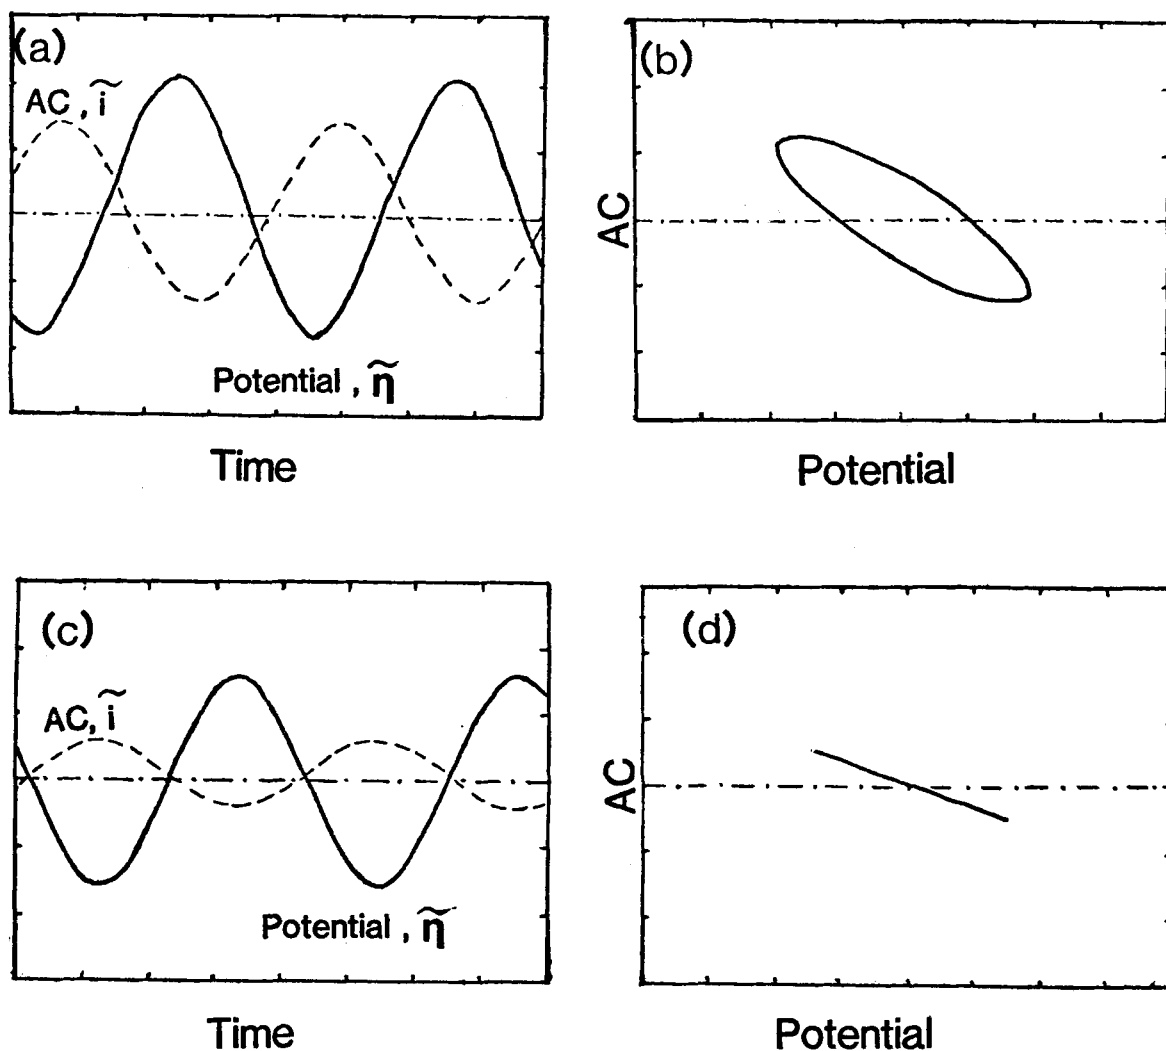 (a)
AC, ĩ
Potential, η̃
Time
(b)
AC
Potential
(c)
AC, ĩ
Potential, η̃
Time
(d)
AC
Potential